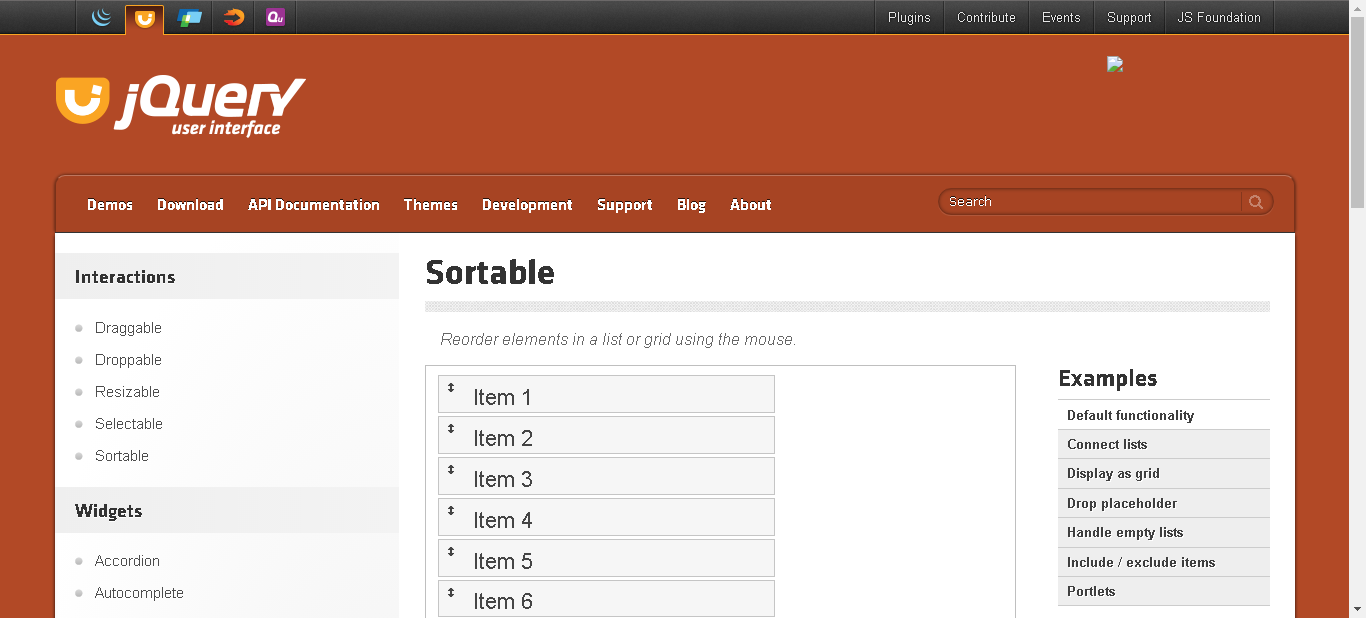 Qu
Plugins
Contribute
Events
Support
JS Foundation
jQuery
user interface
Demos
Download
API Documentation
Themes
Development
Support
Blog
About
Search
Interactions
Draggable
Droppable
Resizable
Selectable
Sortable
Widgets
Accordion
Autocomplete
Sortable
Reorder elements in a list or grid using the mouse.
Item 1
Item 2
Item 3
Item 4
Item 5
Item 6
Examples
Default functionality
Connect lists
Display as grid
Drop placeholder
Handle empty lists
Include / exclude items
Portlets